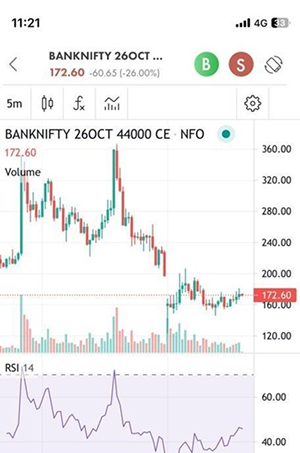 11:21 4G 33
BANKNIFTY 26OCT ...
172.60 -60.65 (-26.00%)
B S
5m fx
BANKNIFTY 26OCT 44000 CE · NFO
172.60
Volume
360.00
320.00
280.00
240.00
200.00
172.60
160.00
120.00
RSI 14
60.00
40.00